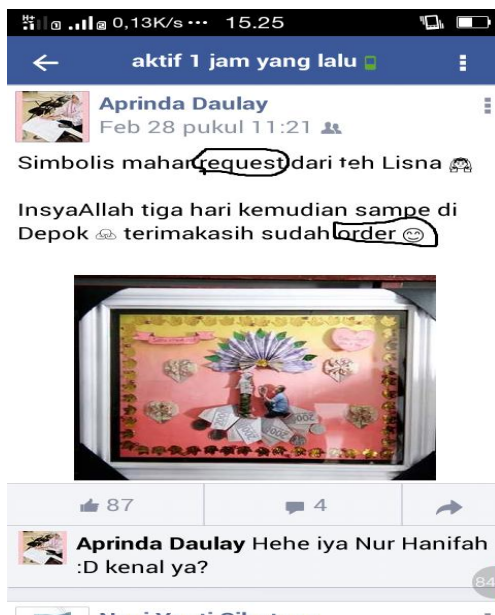 0,13K/s ··· 15.25
aktif 1 jam yang lalu
Aprinda Daulay
Feb 28 pukul 11:21
Simbolis mahar request dari teh Lisna
InsyaAllah tiga hari kemudian sampe di
Depok terimakasih sudah order
87
4
Aprinda Daulay Hehe iya Nur Hanifah
:D kenal ya?
84